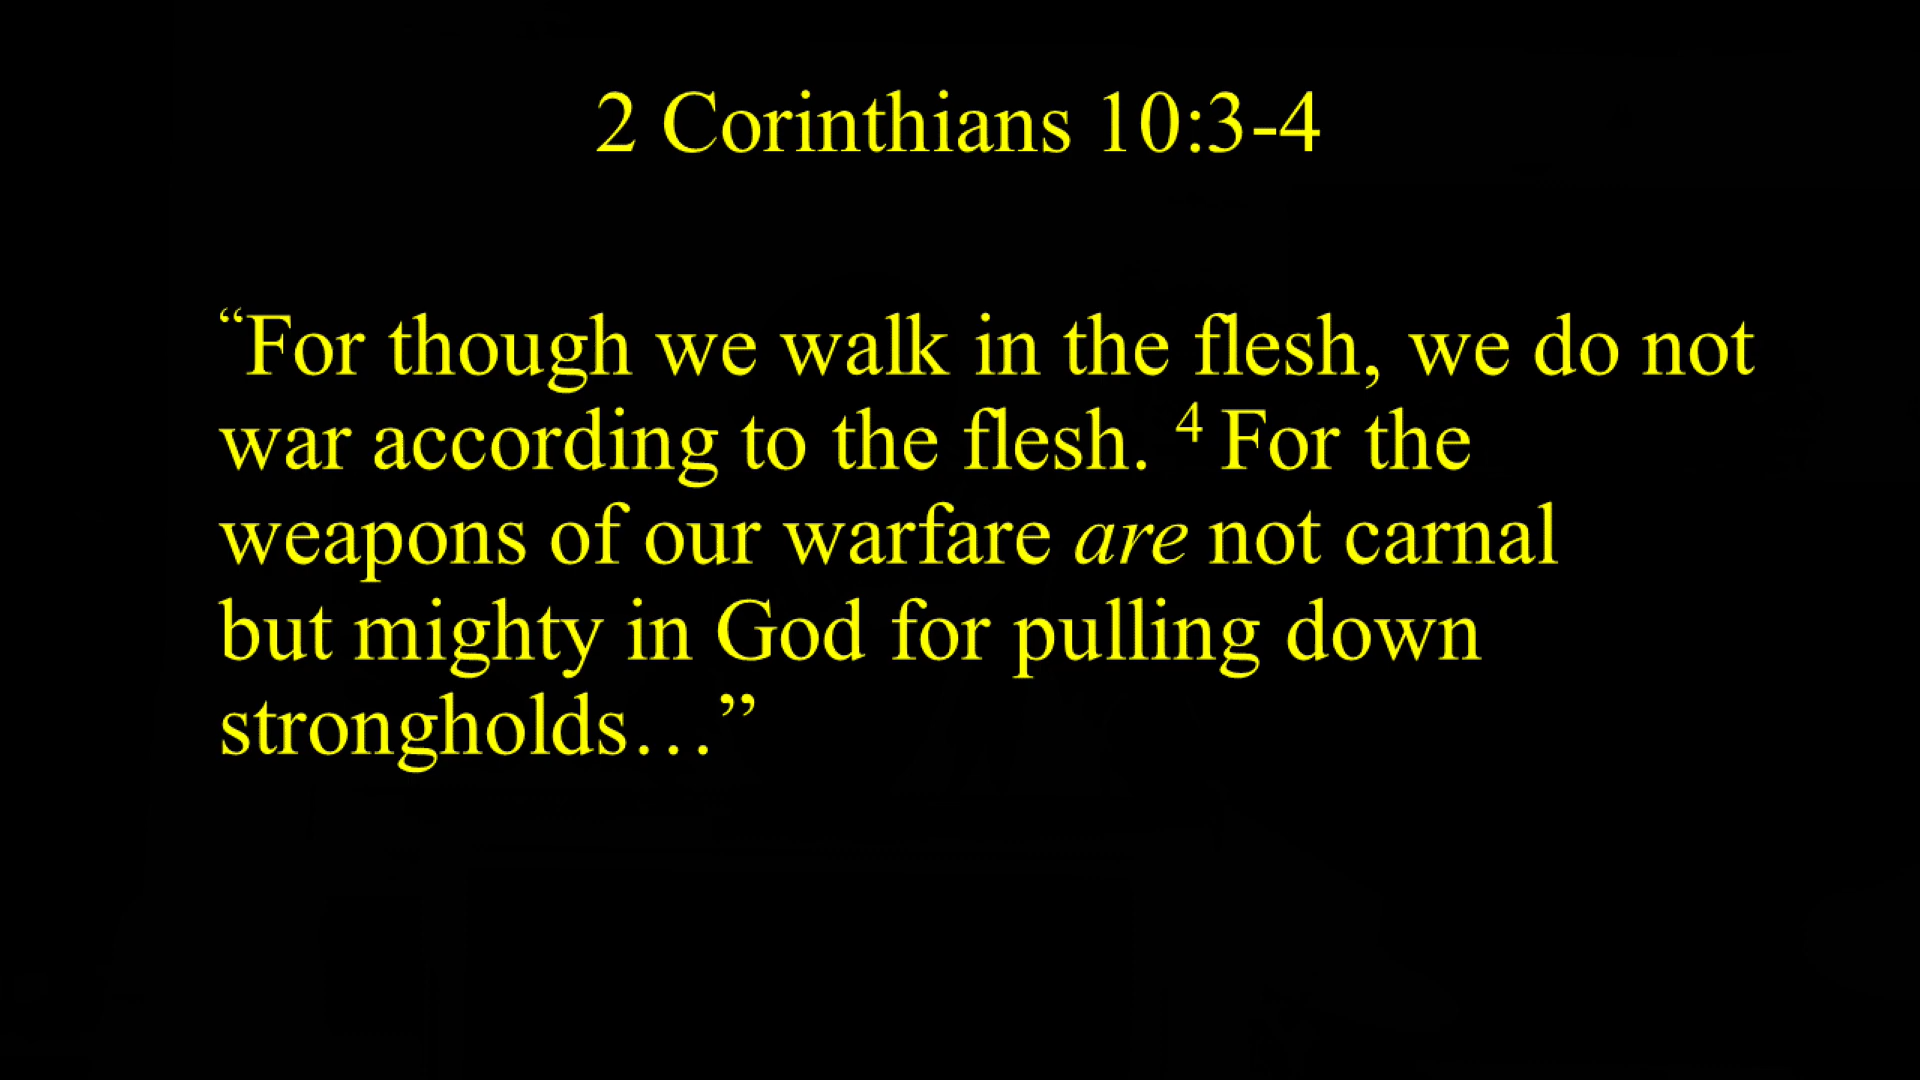 2 Corinthians 10:3-4
“For though we walk in the flesh, we do not
war according to the flesh. ⁴ For the
weapons of our warfare are not carnal
but mighty in God for pulling down
strongholds…”